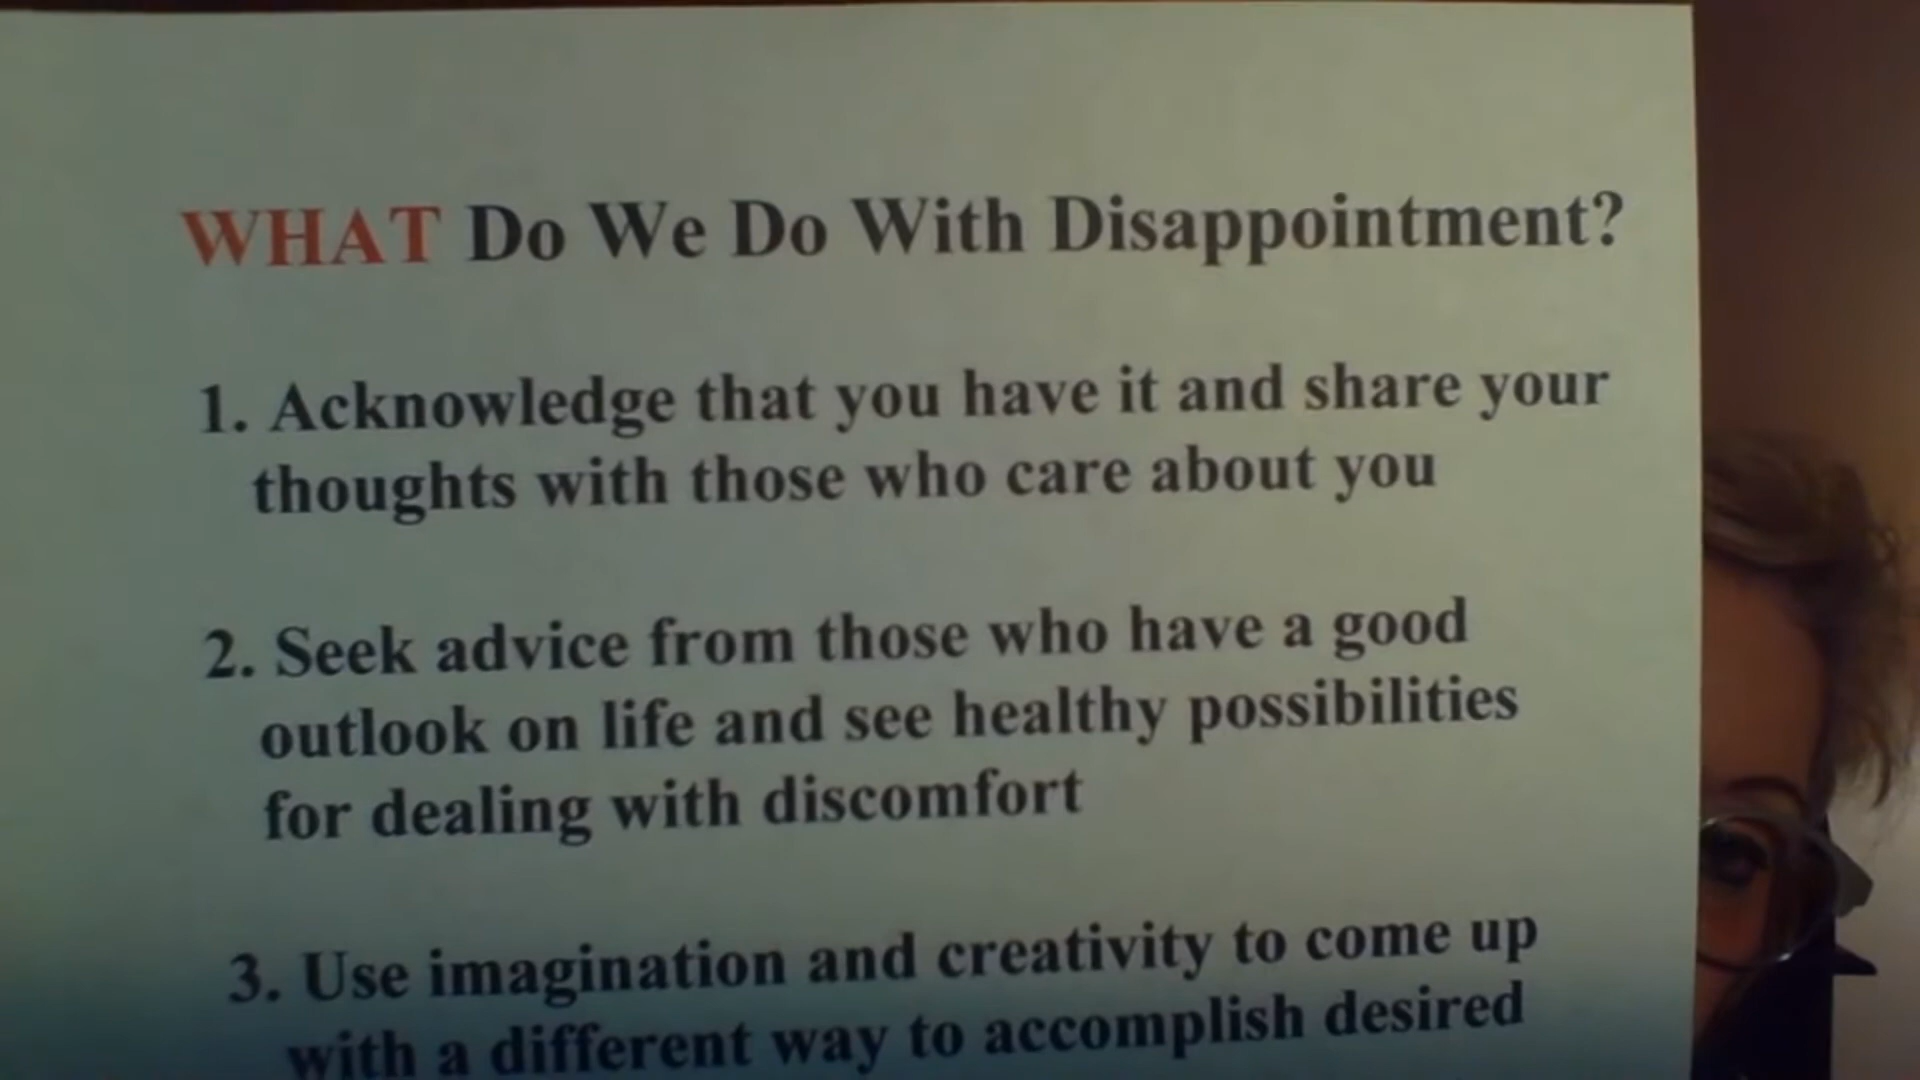 WHAT Do We Do With Disappointment?
1. Acknowledge that you have it and share your
thoughts with those who care about you
2. Seek advice from those who have a good
outlook on life and see healthy possibilities
for dealing with discomfort
3. Use imagination and creativity to come up
with a different way to accomplish desired